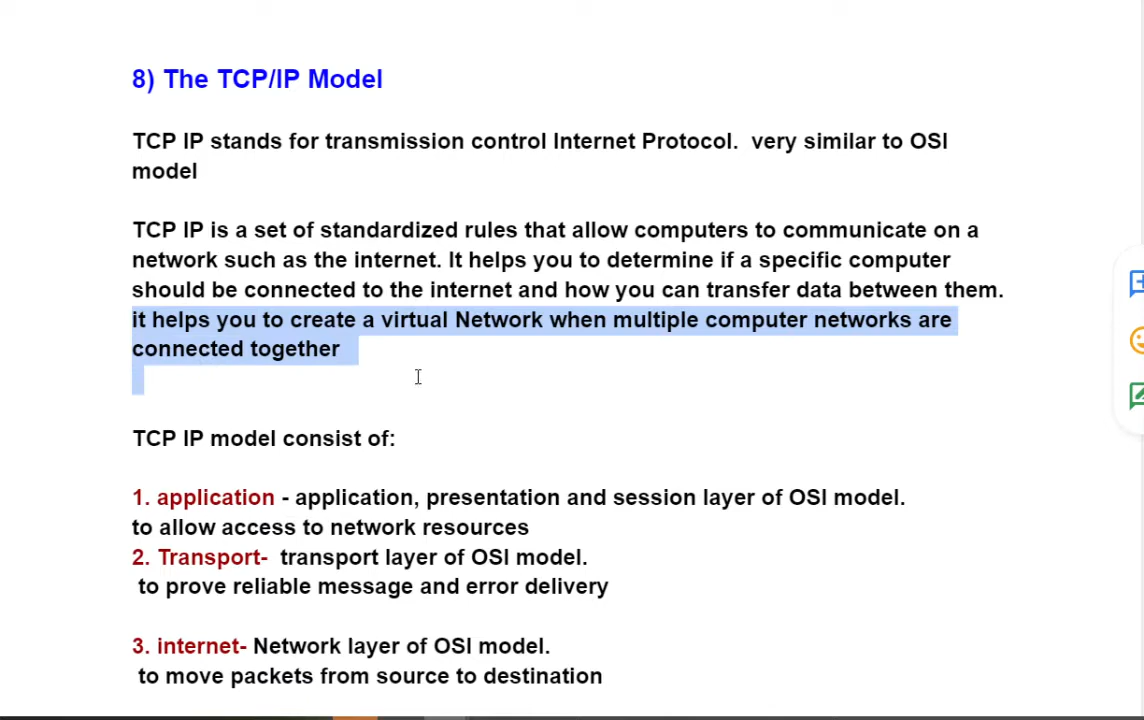 8) The TCP/IP Model
TCP IP stands for transmission control Internet Protocol.  very similar to OSI
model
TCP IP is a set of standardized rules that allow computers to communicate on a
network such as the internet. It helps you to determine if a specific computer
should be connected to the internet and how you can transfer data between them.
it helps you to create a virtual Network when multiple computer networks are
connected together
TCP IP model consist of:
1. application - application, presentation and session layer of OSI model.
to allow access to network resources
2. Transport-  transport layer of OSI model.
to prove reliable message and error delivery
3. internet- Network layer of OSI model.
to move packets from source to destination